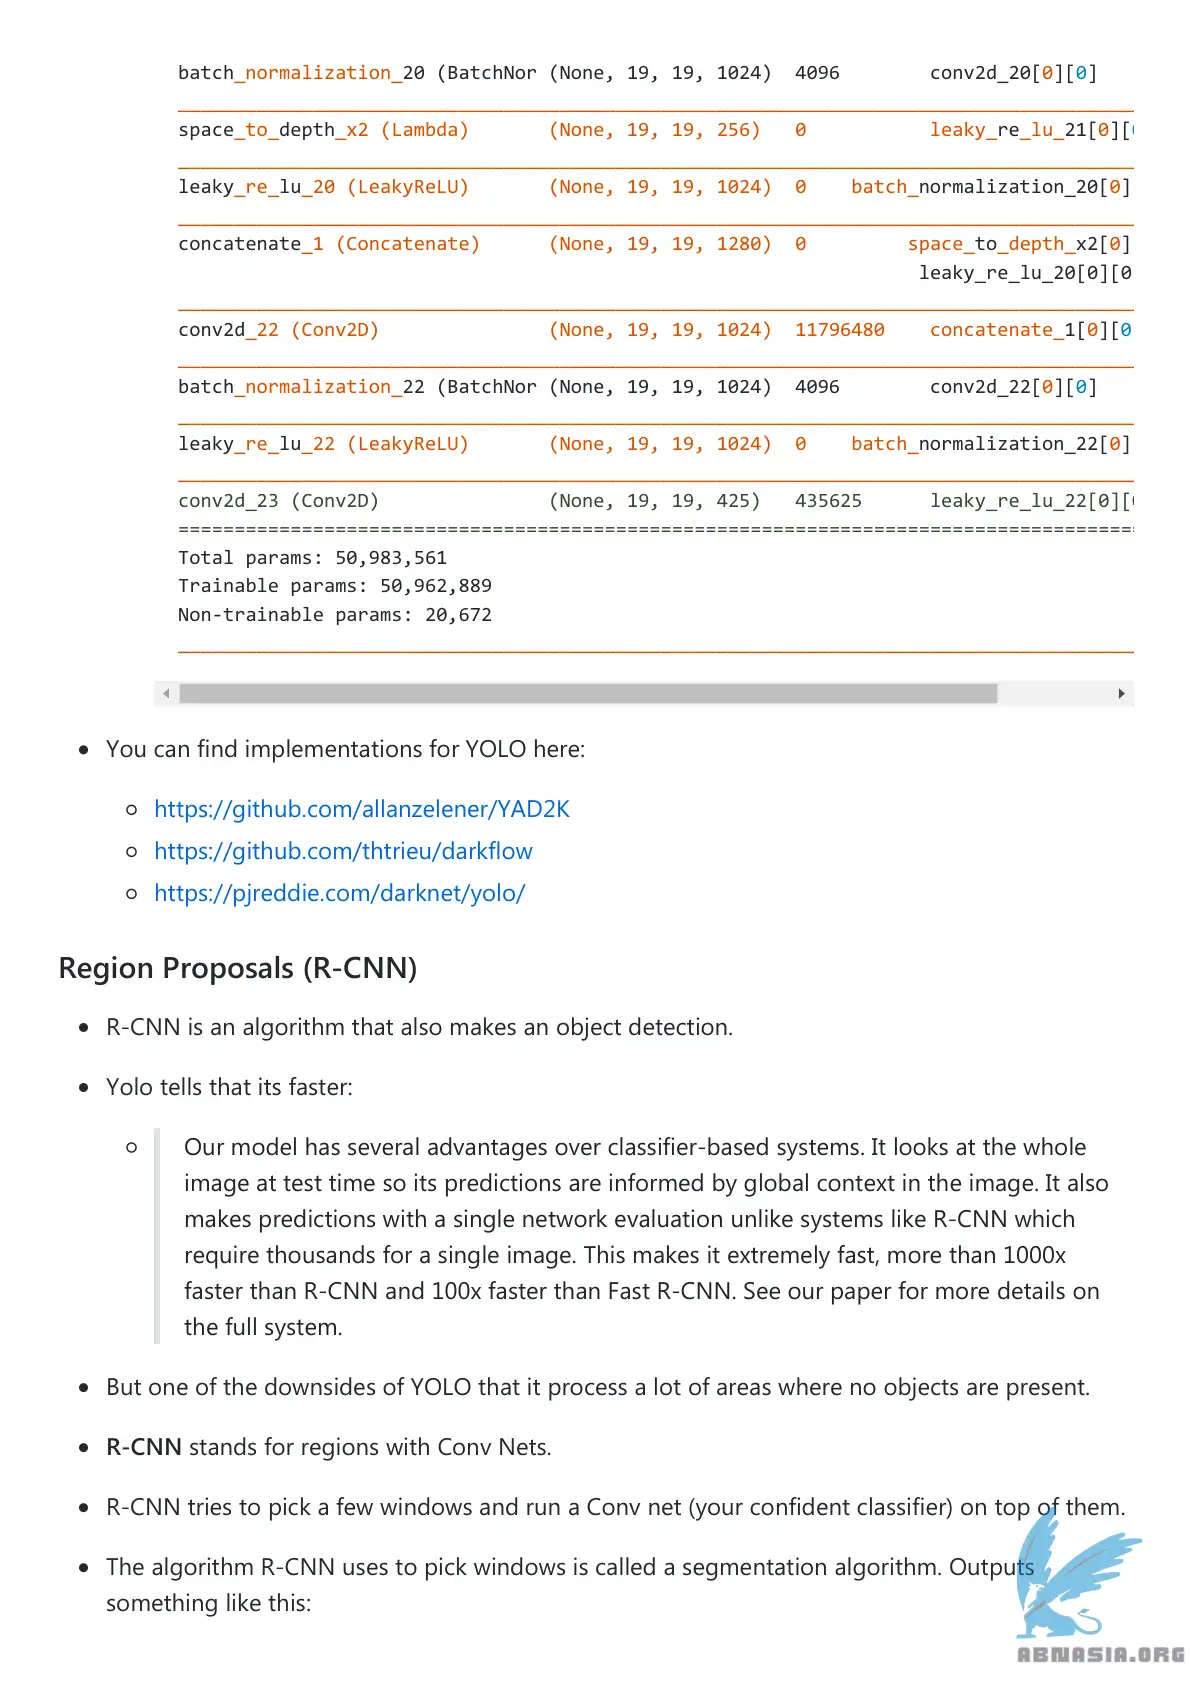 batch_normalization_20 (BatchNor (None, 19, 19, 1024)  4096        conv2d_20[0][0]
space_to_depth_x2 (Lambda)       (None, 19, 19, 256)   0           leaky_re_lu_21[0][0
leaky_re_lu_20 (LeakyReLU)       (None, 19, 19, 1024)  0    batch_normalization_20[0]
concatenate_1 (Concatenate)      (None, 19, 19, 1280)  0         space_to_depth_x2[0]
leaky_re_lu_20[0][0
conv2d_22 (Conv2D)               (None, 19, 19, 1024)  11796480    concatenate_1[0][0
batch_normalization_22 (BatchNor (None, 19, 19, 1024)  4096        conv2d_22[0][0]
leaky_re_lu_22 (LeakyReLU)       (None, 19, 19, 1024)  0    batch_normalization_22[0]
conv2d_23 (Conv2D)               (None, 19, 19, 425)   435625      leaky_re_lu_22[0][0
=====================================================================================
Total params: 50,983,561
Trainable params: 50,962,889
Non-trainable params: 20,672
You can find implementations for YOLO here:
https://github.com/allanzelener/YAD2K
https://github.com/thtrieu/darkflow
https://pjreddie.com/darknet/yolo/
Region Proposals (R-CNN)
R-CNN is an algorithm that also makes an object detection.
Yolo tells that its faster:
Our model has several advantages over classifier-based systems. It looks at the whole
image at test time so its predictions are informed by global context in the image. It also
makes predictions with a single network evaluation unlike systems like R-CNN which
require thousands for a single image. This makes it extremely fast, more than 1000x
faster than R-CNN and 100x faster than Fast R-CNN. See our paper for more details on
the full system.
But one of the downsides of YOLO that it process a lot of areas where no objects are present.
R-CNN stands for regions with Conv Nets.
R-CNN tries to pick a few windows and run a Conv net (your confident classifier) on top of them.
The algorithm R-CNN uses to pick windows is called a segmentation algorithm. Outputs
something like this:
ABNASIA.ORG